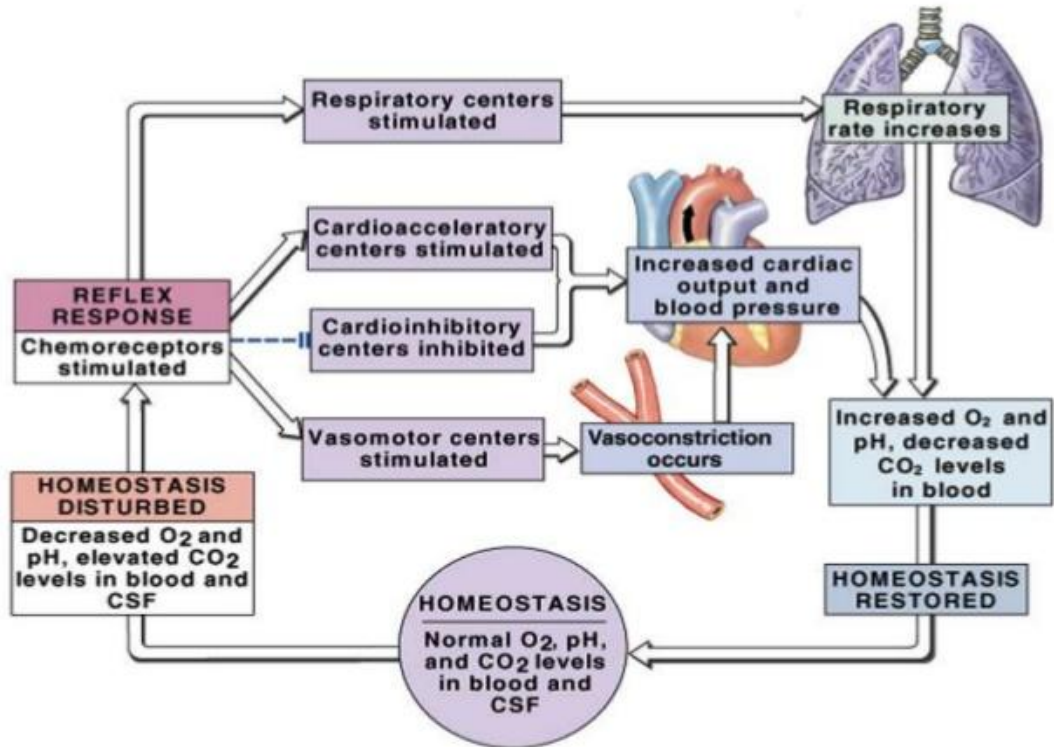 Respiratory centers
stimulated
Respiratory
rate increases
Cardioacceleratory
centers stimulated
Increased cardiac
output and
blood pressure
REFLEX
RESPONSE
Chemoreceptors
stimulated
Cardioinhibitory
centers inhibited
Vasomotor centers
stimulated
Vasoconstriction
occurs
Increased O₂ and
pH, decreased
CO₂ levels
in blood
HOMEOSTASIS
DISTURBED
Decreased O₂ and
pH, elevated CO₂
levels in blood and
CSF
HOMEOSTASIS
RESTORED
HOMEOSTASIS
Normal O₂, pH,
and CO₂ levels
in blood and
CSF